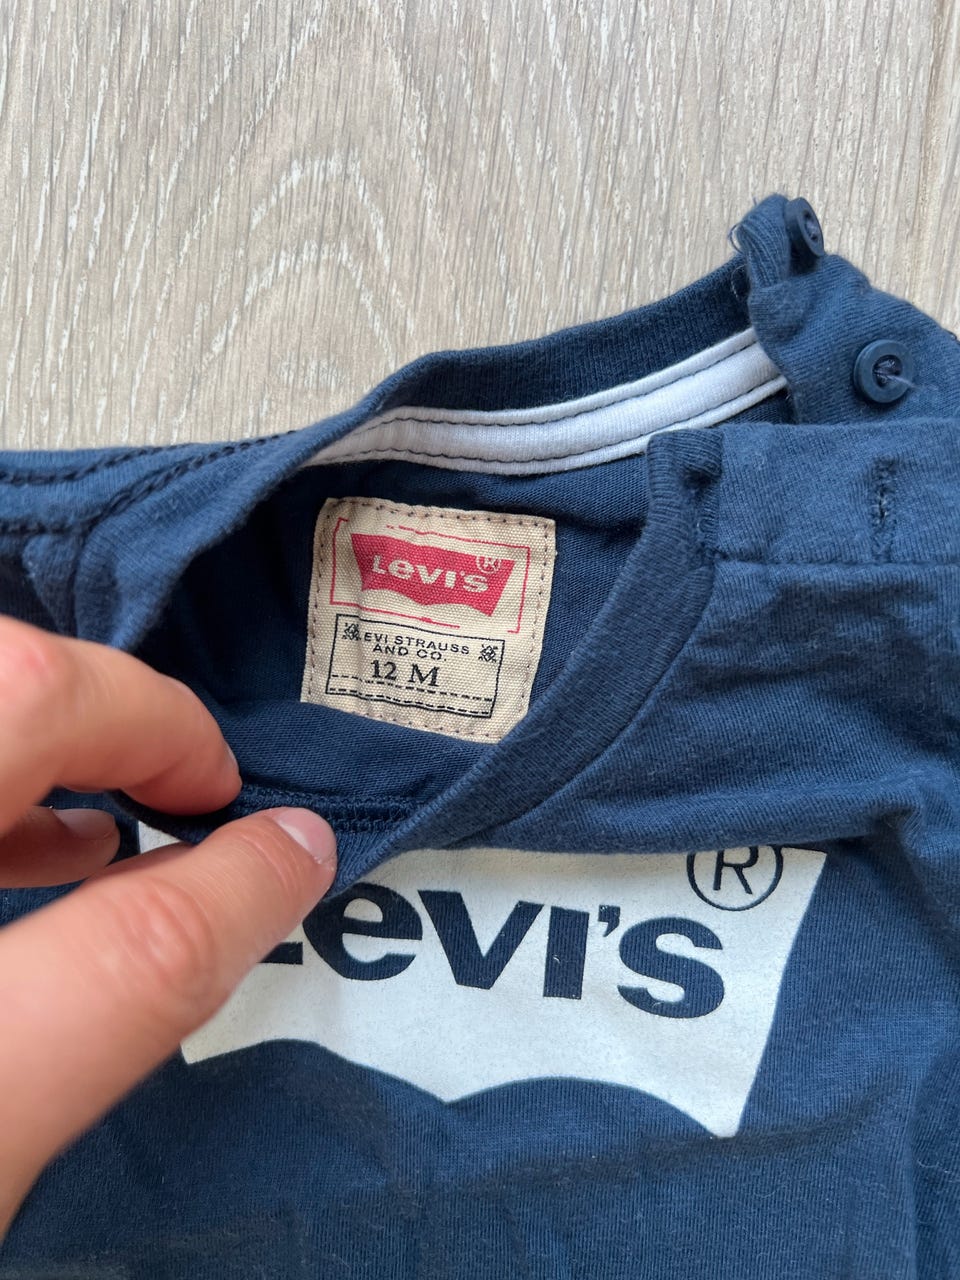 Levi's®
LEVI STRAUSS
AND CO.
12 M
Levi's®